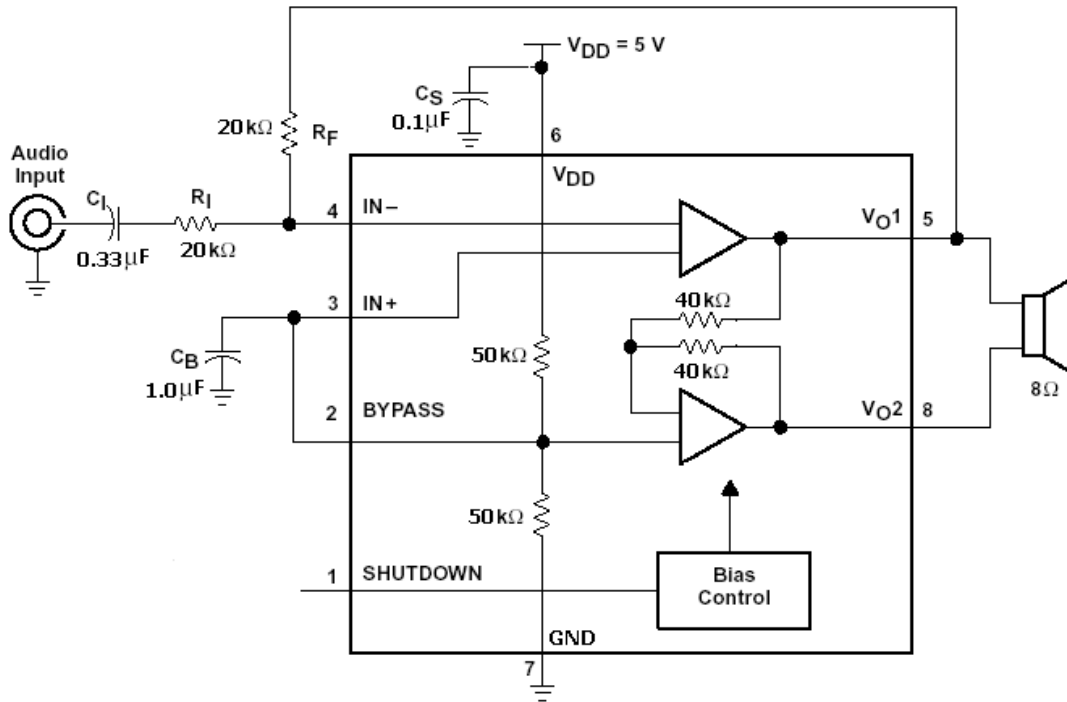 V_DD = 5 V
C_S
0.1µF
6
20kΩ
R_F
Audio
Input
V_DD
C_I
R_I
4
IN−
V_O1
5
0.33µF
20kΩ
3
IN+
40kΩ
C_B
50kΩ
40kΩ
1.0µF
8Ω
2
BYPASS
V_O2
8
50kΩ
1
SHUTDOWN
Bias
Control
GND
7